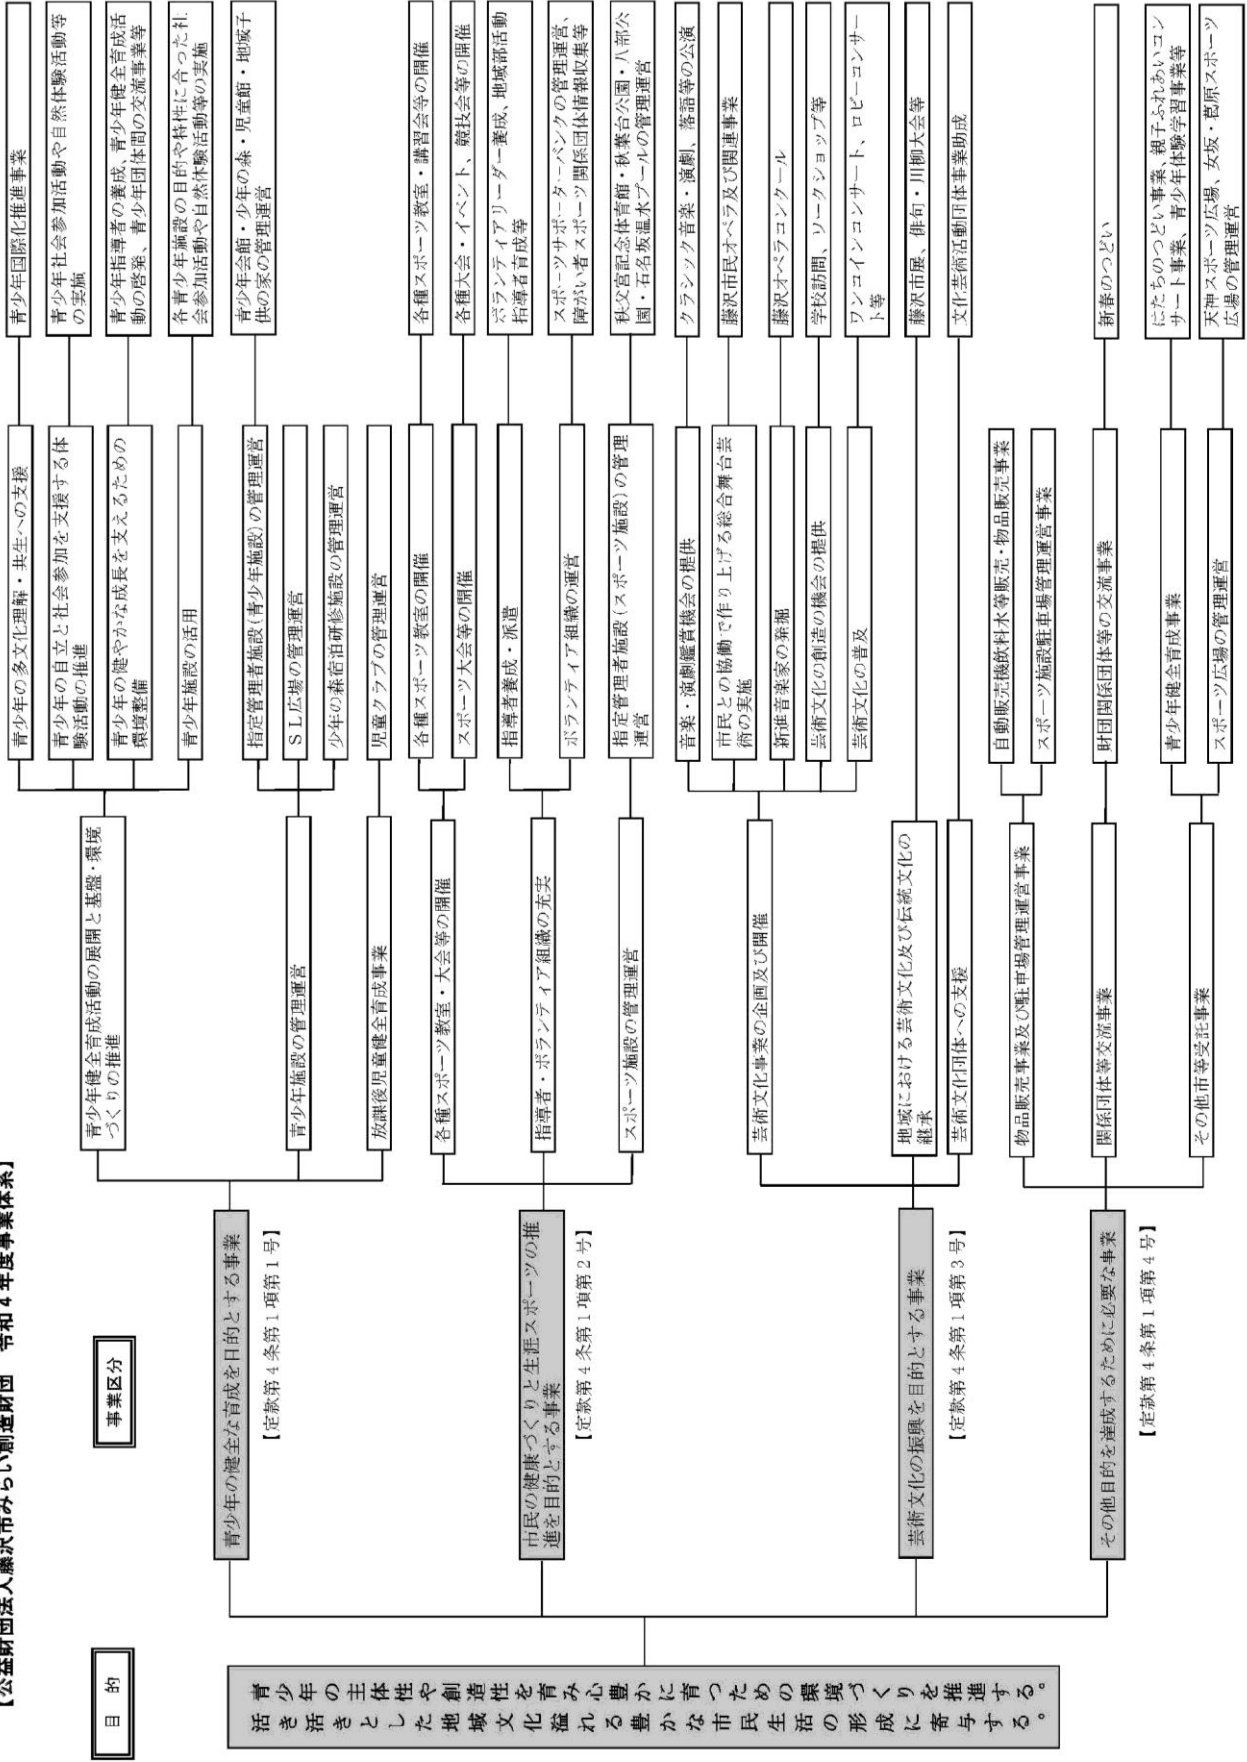 【公益財団法人藤沢市みらい創造財団　令和４年度事業体系】
目 的
事業区分
青少年の主体性や創造性を育み心豊かに育つための環境づくりを推進する。
活き活きとした地域文化溢れる豊かな市民生活の形成に寄与する。
青少年の健全な育成を目的とする事業
【定款第４条第１項第１号】
青少年健全育成活動の展開と基盤・環境
づくりの推進
青少年の多文化理解・共生への支援
青少年国際化推進事業
青少年の自立と社会参加を支援する体
験活動の推進
青少年社会参加活動や自然体験活動等
の実施
青少年の健やかな成長を支えるための
環境整備
青少年指導者の養成、青少年健全育成活
動の啓発、青少年団体間の交流事業等
青少年施設の活用
各青少年施設の目的や特性に合った社
会参加活動や自然体験活動等の実施
青少年施設の管理運営
指定管理者施設(青少年施設)の管理運営
青少年会館・少年の森・児童館・地域子
供の家の管理運営
ＳＬ広場の管理運営
少年の森宿泊研修施設の管理運営
放課後児童健全育成事業
児童クラブの管理運営
市民の健康づくりと生涯スポーツの推
進を目的とする事業
【定款第４条第１項第２号】
各種スポーツ教室・大会等の開催
各種スポーツ教室の開催
各種スポーツ教室・講習会等の開催
スポーツ大会等の開催
各種大会・イベント、競技会等の開催
指導者・ボランティア組織の充実
指導者養成・派遣
ボランティアリーダー養成、地域部活動
指導者育成等
ボランティア組織の運営
スポーツサポーターバンクの管理運営、
障がい者スポーツ関係団体情報収集等
スポーツ施設の管理運営
指定管理者施設(スポーツ施設)の管理
運営
秩父宮記念体育館・秋葉台公園・八部公
園・石名坂温水プールの管理運営
芸術文化の振興を目的とする事業
【定款第４条第１項第３号】
芸術文化事業の企画及び開催
音楽・演劇鑑賞機会の提供
クラシック音楽・演劇、落語等の公演
市民との協働で作り上げる総合舞台芸
術の実施
藤沢市民オペラ及び関連事業
新進音楽家の発掘
藤沢オペラコンクール
芸術文化の創造の機会の提供
学校訪問、ワークショップ等
芸術文化の普及
ワンコインコンサート、ロビーコンサー
ト等
地域における芸術文化及び伝統文化の
継承
藤沢市展、俳句・川柳大会等
芸術文化団体への支援
文化芸術活動団体事業助成
その他目的を達成するために必要な事業
【定款第４条第１項第４号】
物品販売事業及び駐車場管理運営事業
自動販売機飲料水等販売・物品販売事業
スポーツ施設駐車場管理運営事業
関係団体等交流事業
財団関係団体等の交流事業
新春のつどい
その他市等受託事業
青少年健全育成事業
はたちのつどい事業、親子ふれあいコン
サート事業、青少年体験学習事業等
スポーツ広場の管理運営
天神スポーツ広場、女坂・葛原スポーツ
広場の管理運営